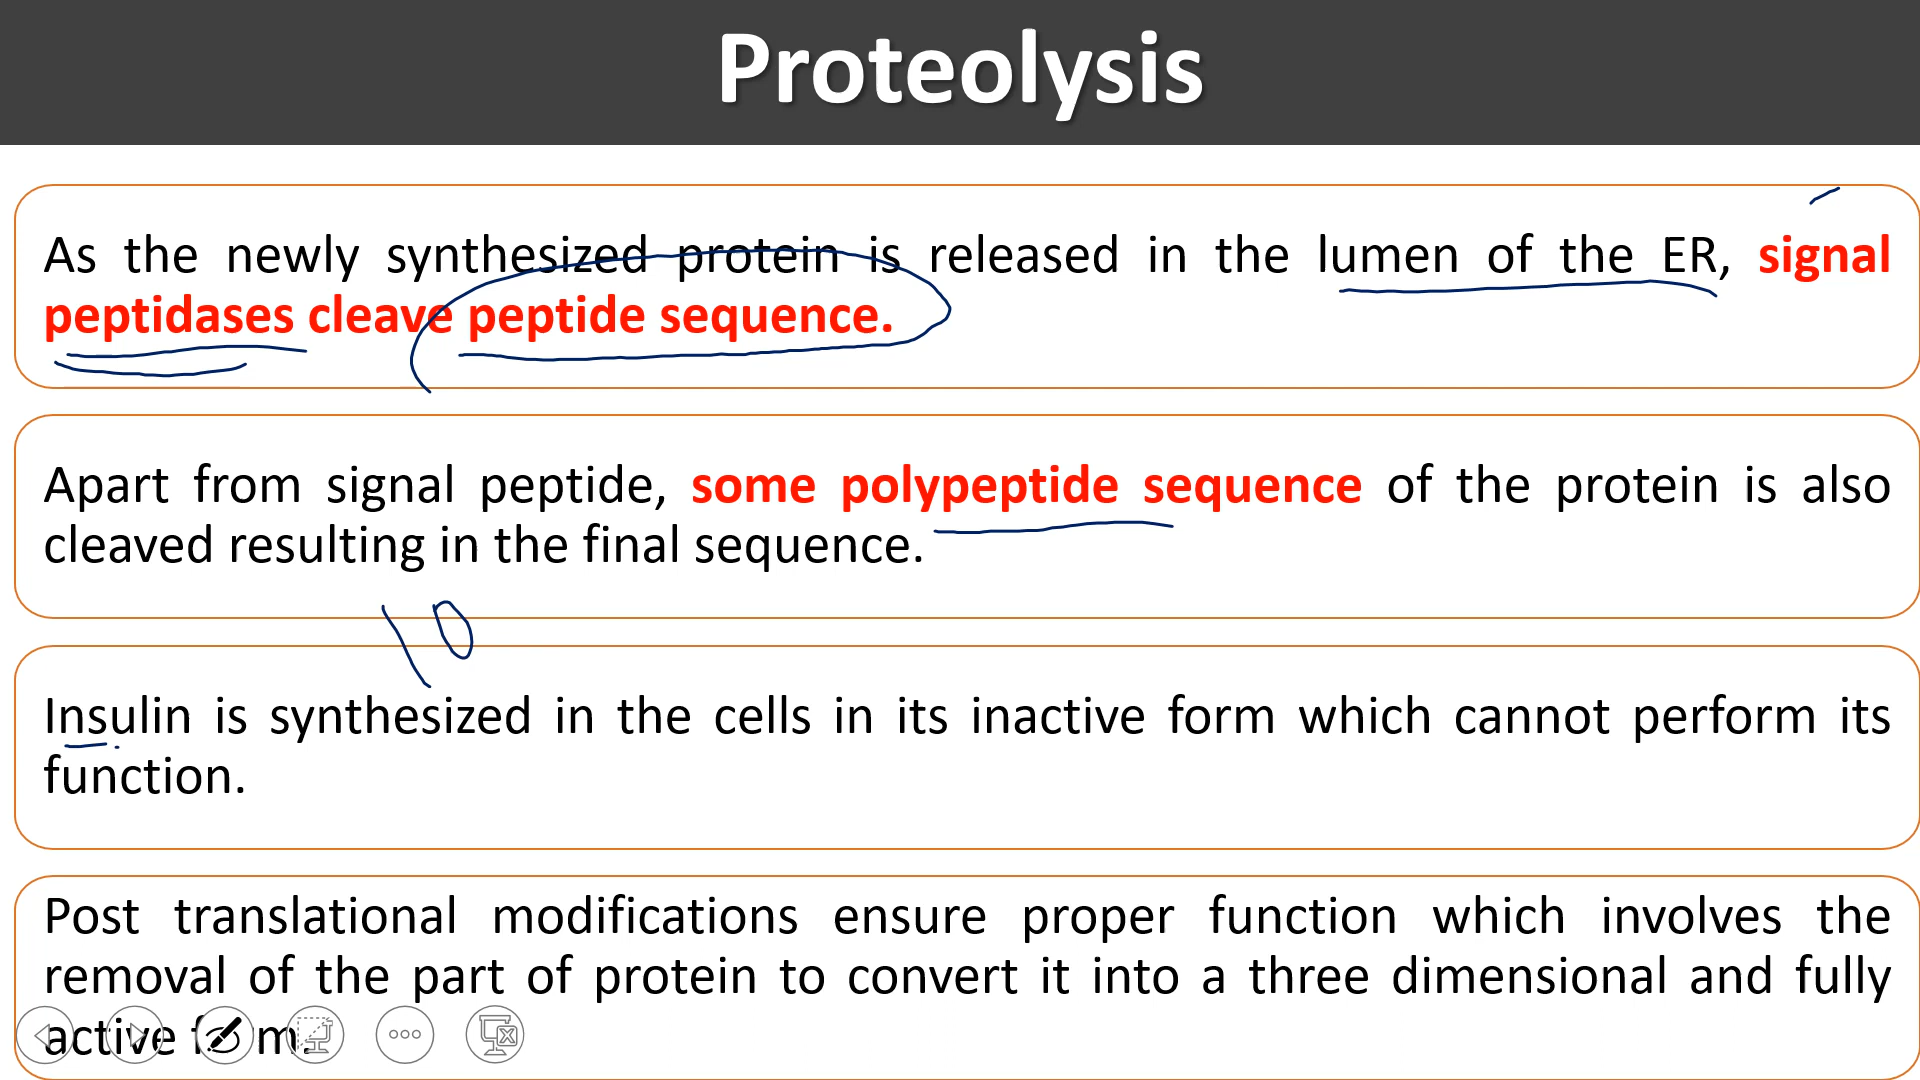 Proteolysis
As the newly synthesized protein is released in the lumen of the ER, signal
peptidases cleave peptide sequence.
Apart from signal peptide, some polypeptide sequence of the protein is also
cleaved resulting in the final sequence.
10
Insulin is synthesized in the cells in its inactive form which cannot perform its
function.
Post translational modifications ensure proper function which involves the
removal of the part of protein to convert it into a three dimensional and fully
active form.